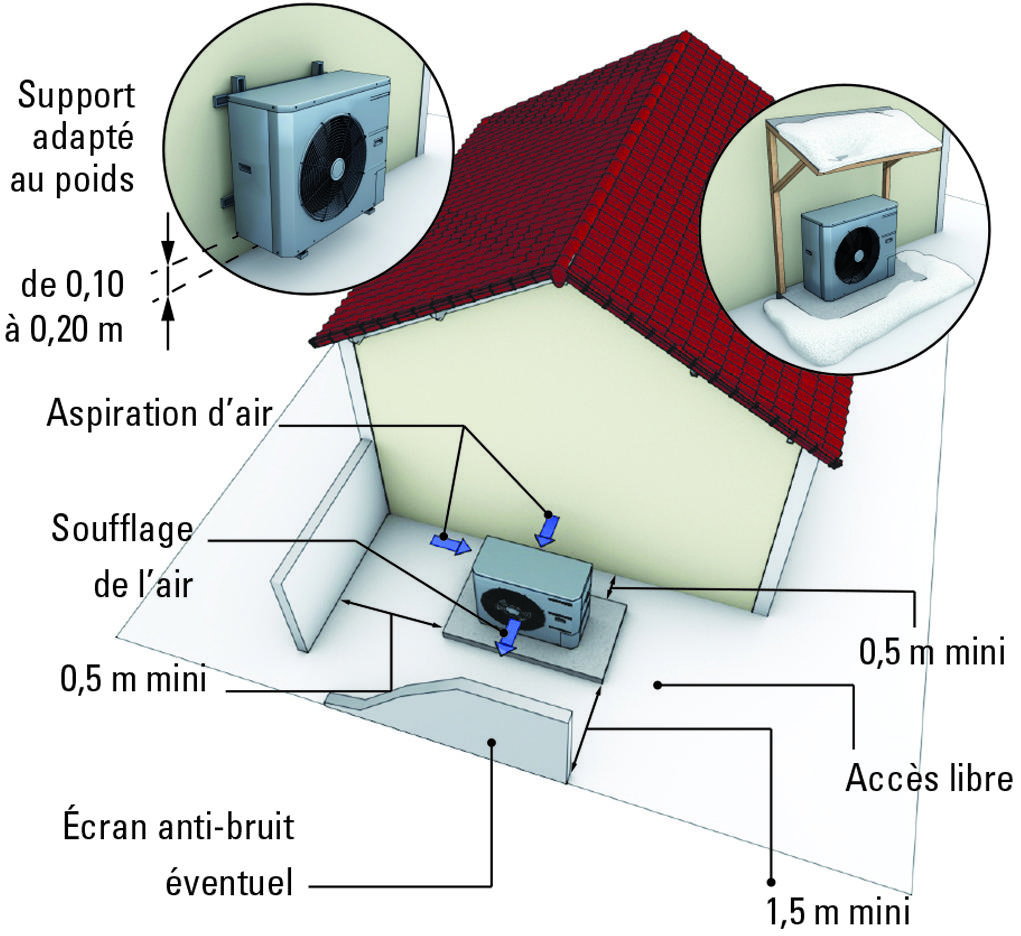 Support
adapté
au poids
de 0,10
à 0,20 m
Aspiration d'air
Soufflage
de l'air
0,5 m mini
0,5 m mini
Accès libre
Écran anti-bruit
éventuel
1,5 m mini